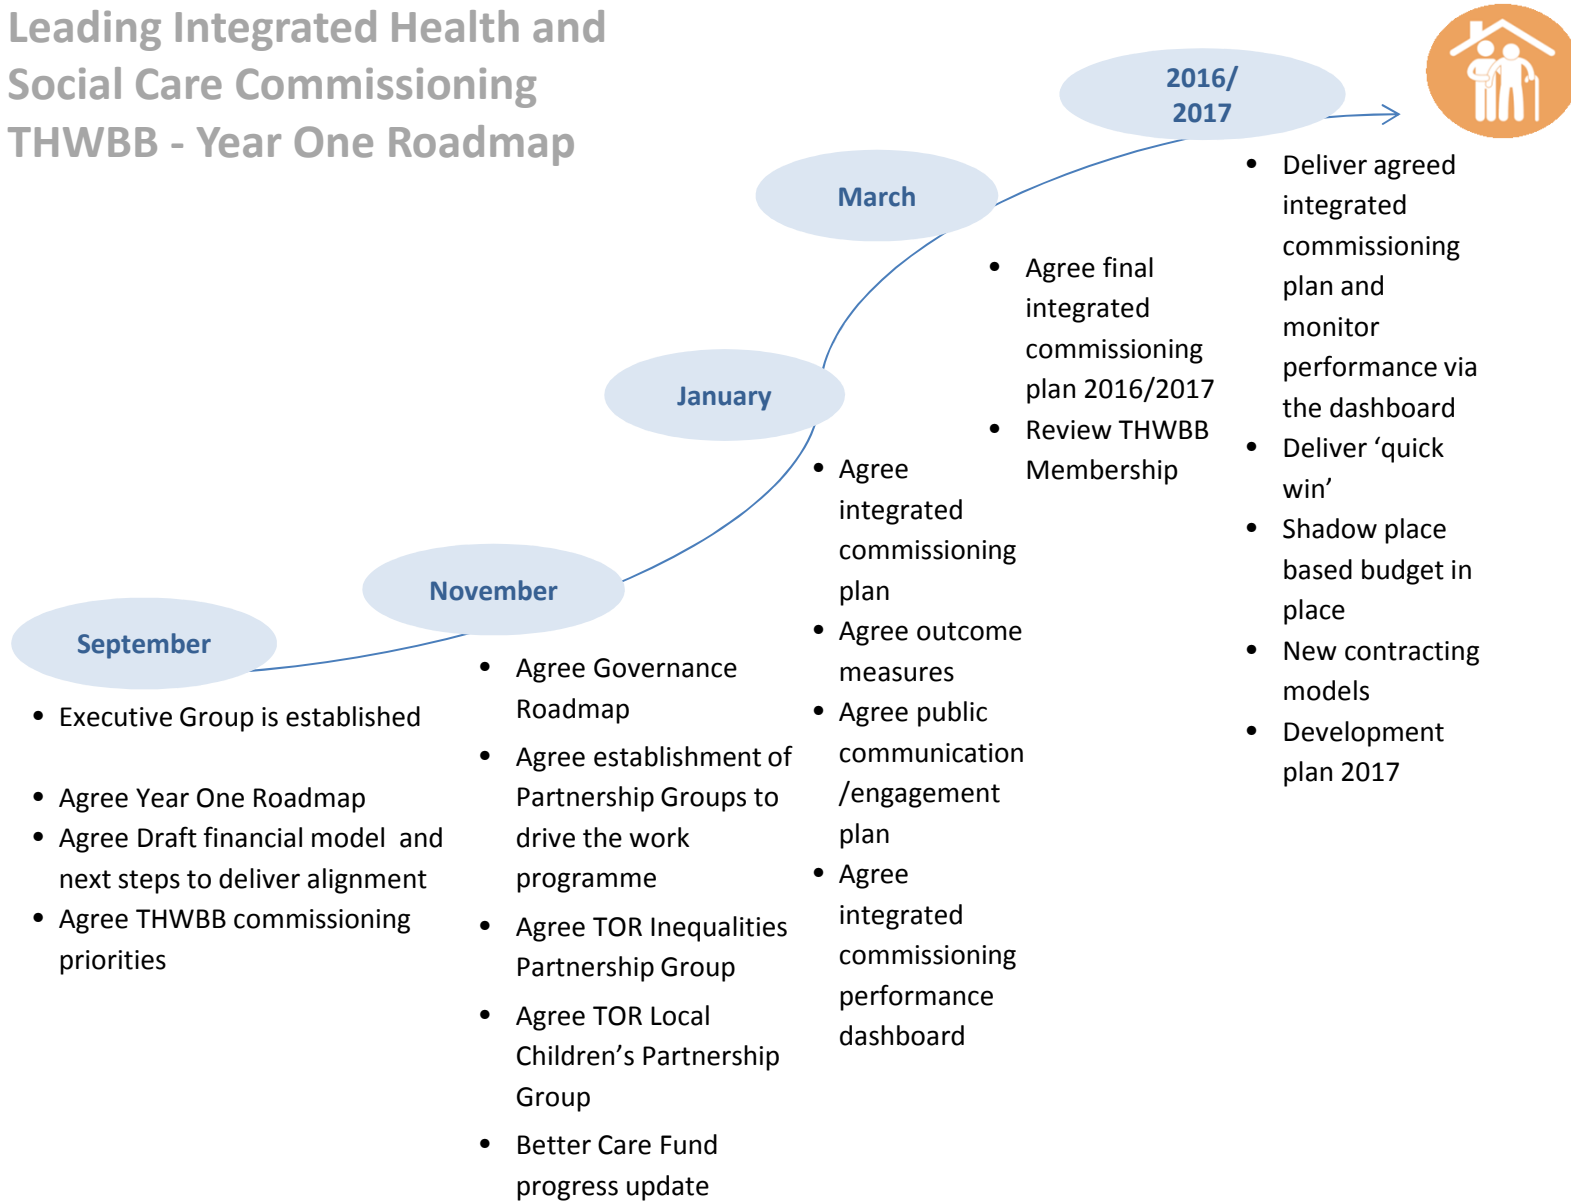 Leading Integrated Health and
Social Care Commissioning
THWBB - Year One Roadmap
September
• Executive Group is established
• Agree Year One Roadmap
• Agree Draft financial model  and
next steps to deliver alignment
• Agree THWBB commissioning
priorities
November
• Agree Governance
Roadmap
• Agree establishment of
Partnership Groups to
drive the work
programme
• Agree TOR Inequalities
Partnership Group
• Agree TOR Local
Children’s Partnership
Group
• Better Care Fund
progress update
January
• Agree
integrated
commissioning
plan
• Agree outcome
measures
• Agree public
communication
/engagement
plan
• Agree
integrated
commissioning
performance
dashboard
March
• Agree final
integrated
commissioning
plan 2016/2017
• Review THWBB
Membership
2016/
2017
• Deliver agreed
integrated
commissioning
plan and
monitor
performance via
the dashboard
• Deliver ‘quick
win’
• Shadow place
based budget in
place
• New contracting
models
• Development
plan 2017